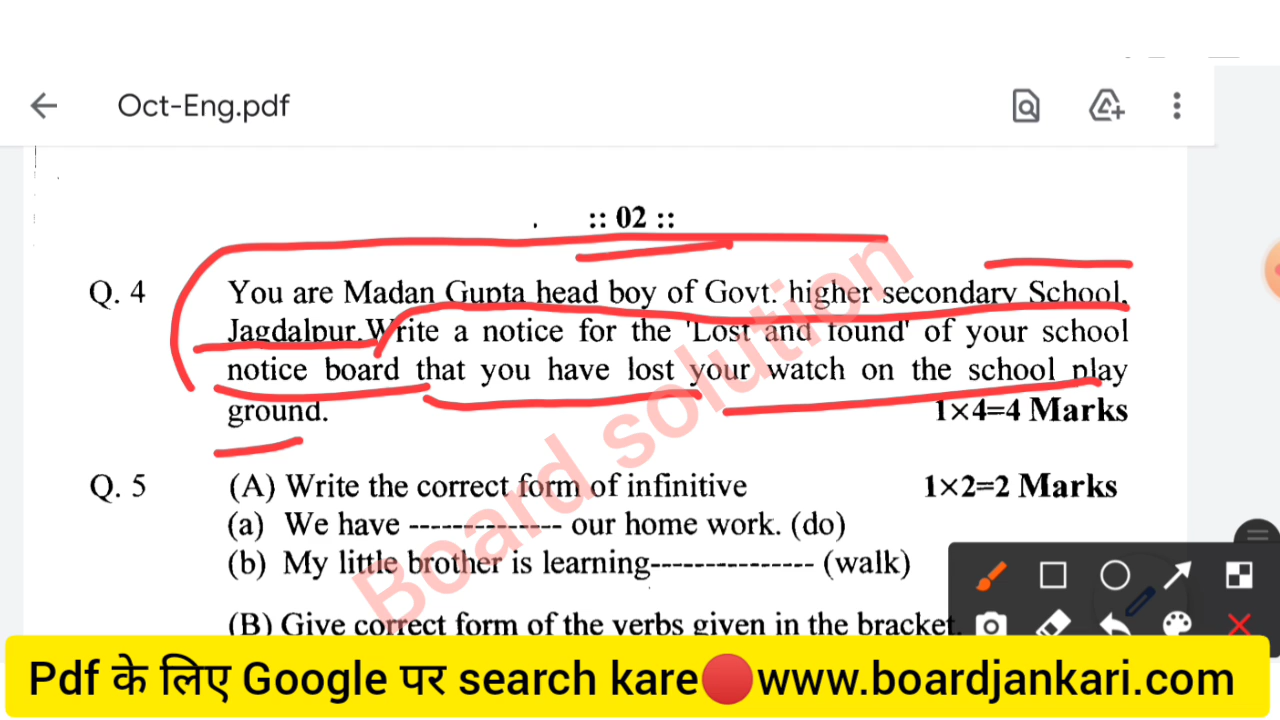 Oct-Eng.pdf
:: 02 ::
Q. 4 You are Madan Gupta head boy of Govt. higher secondary School,
Jagdalpur. Write a notice for the 'Lost and found' of your school
notice board that you have lost your watch on the school play
ground. 1×4=4 Marks
Q. 5 (A) Write the correct form of infinitive 1×2=2 Marks
(a) We have -------------- our home work. (do)
(b) My little brother is learning--------------- (walk)
(B) Give correct form of the verbs given in the bracket.
Board solution
Pdf के लिए Google पर search kare🔴www.boardjankari.com